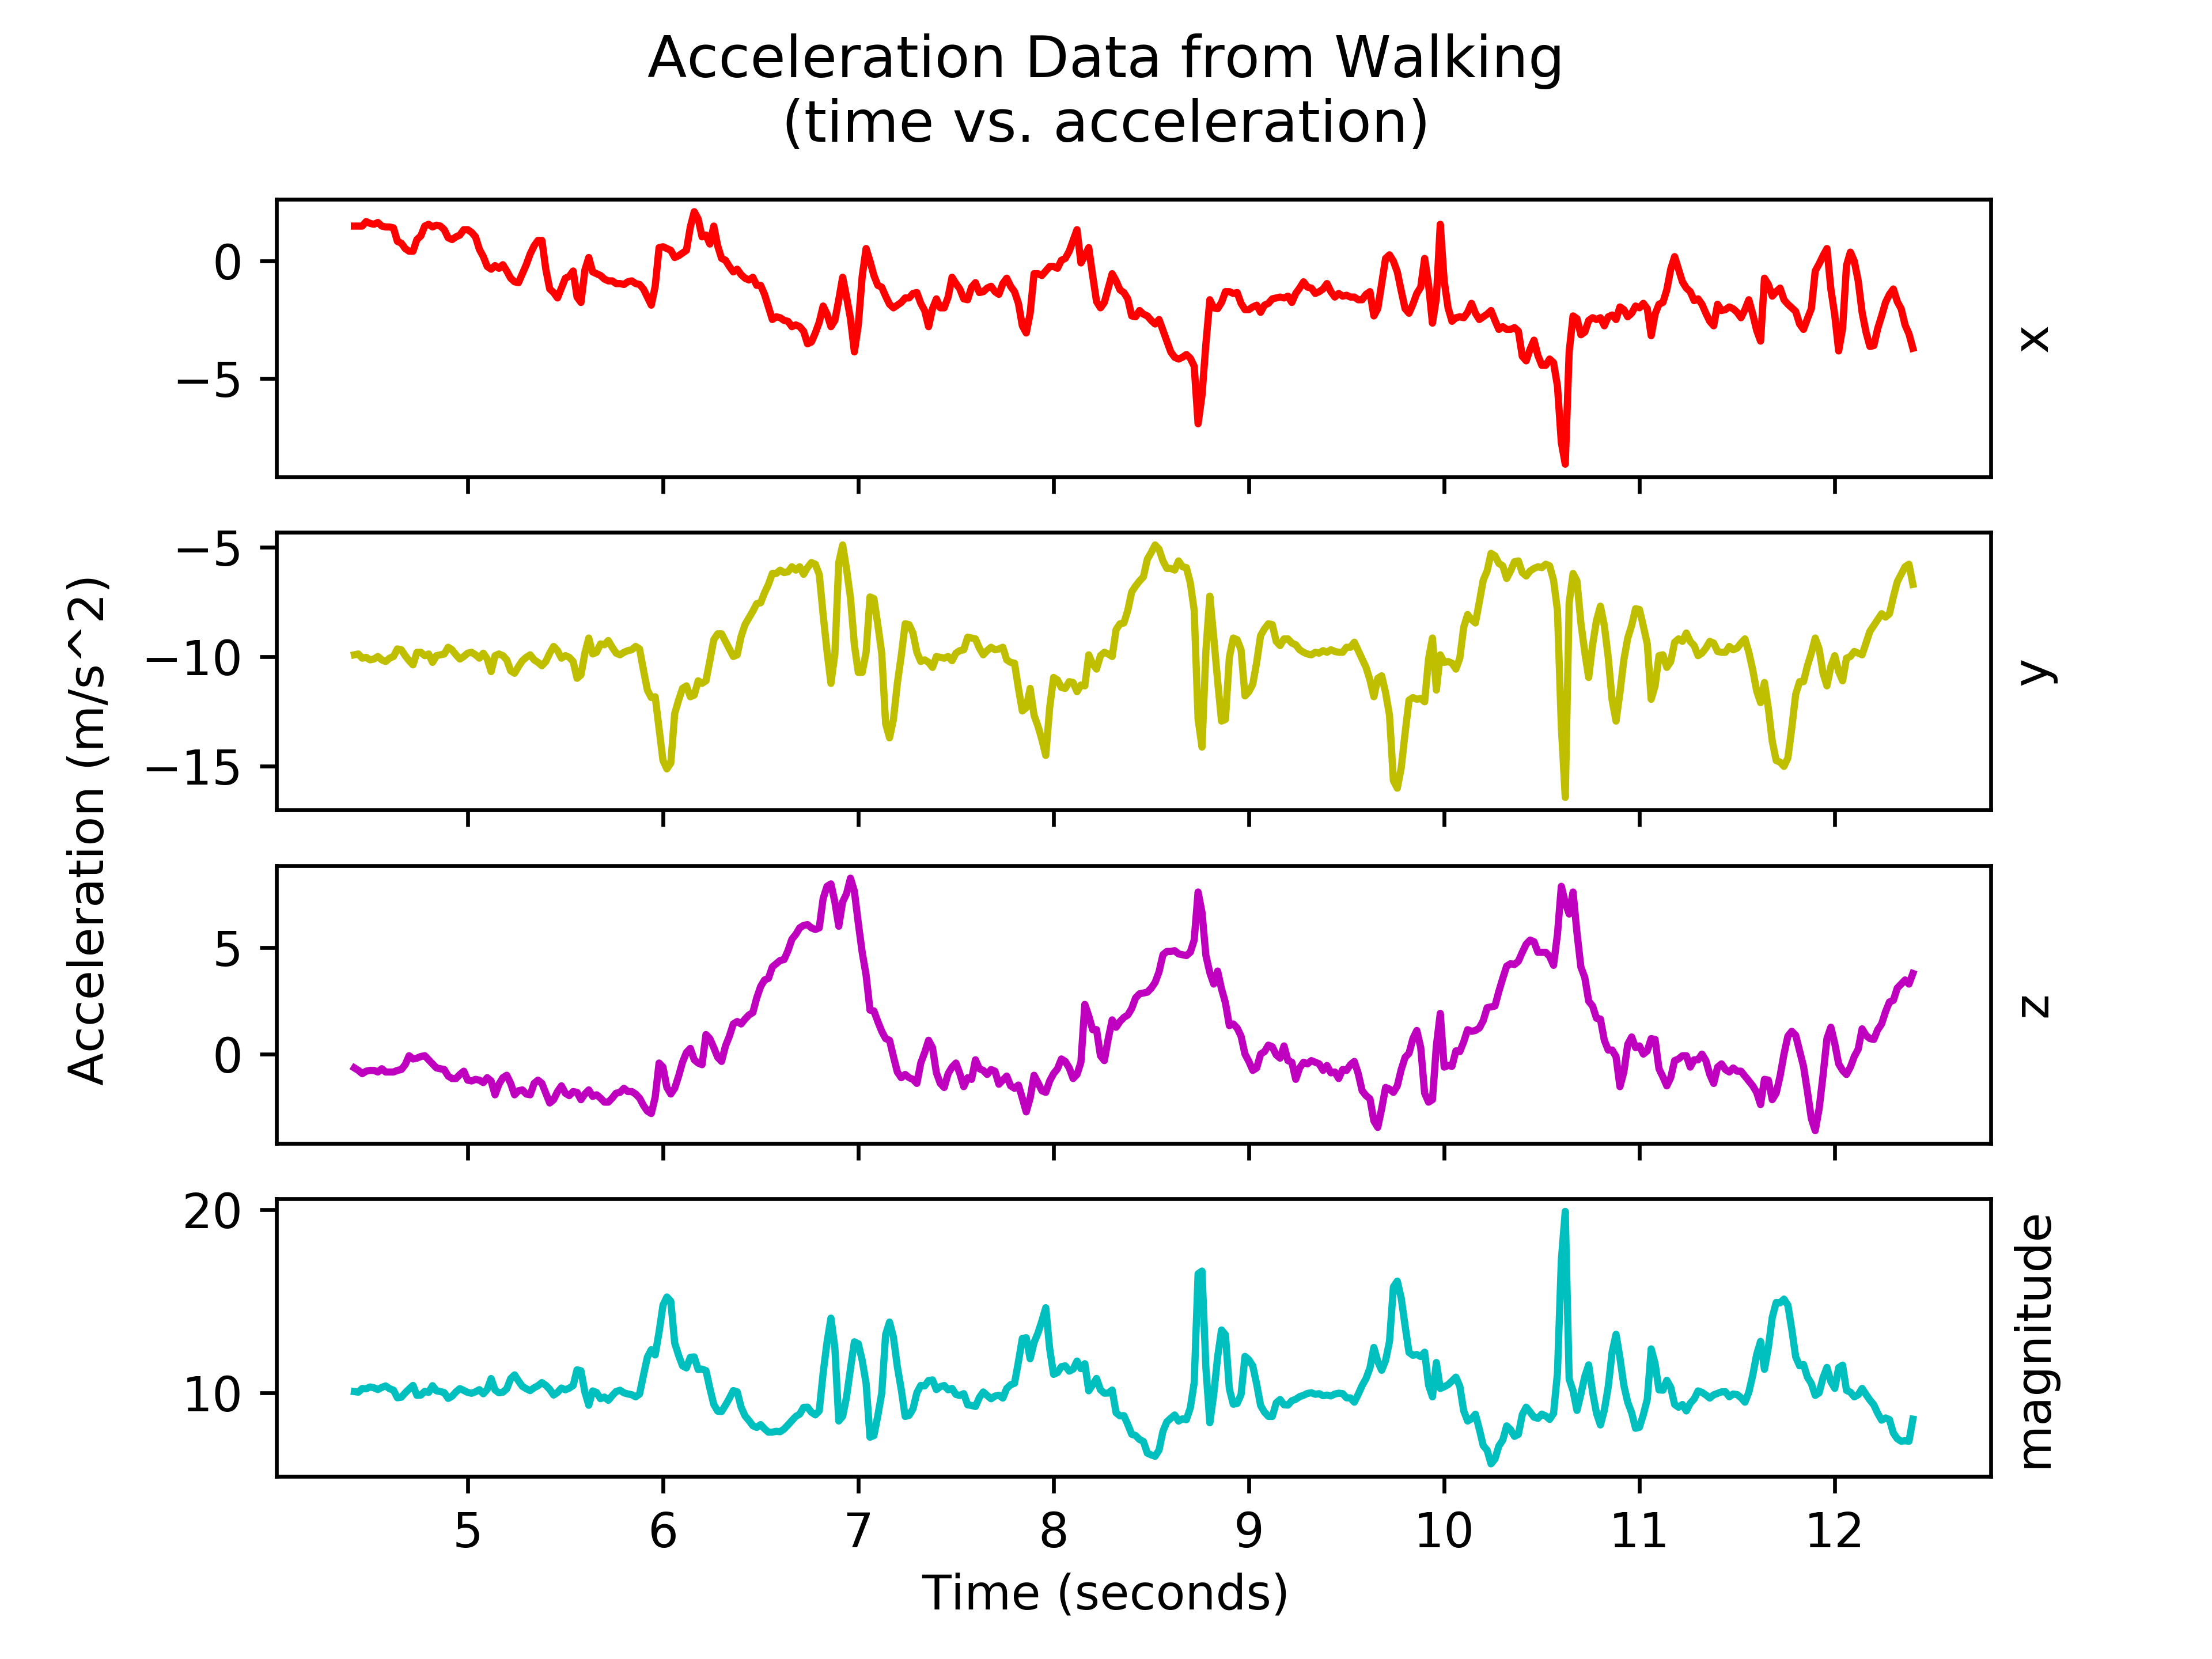 Acceleration Data from Walking
(time vs. acceleration)
Acceleration (m/s^2)
0
−5
x
−5
−10
−15
y
5
0
z
20
10
magnitude
5 6 7 8 9 10 11 12
Time (seconds)